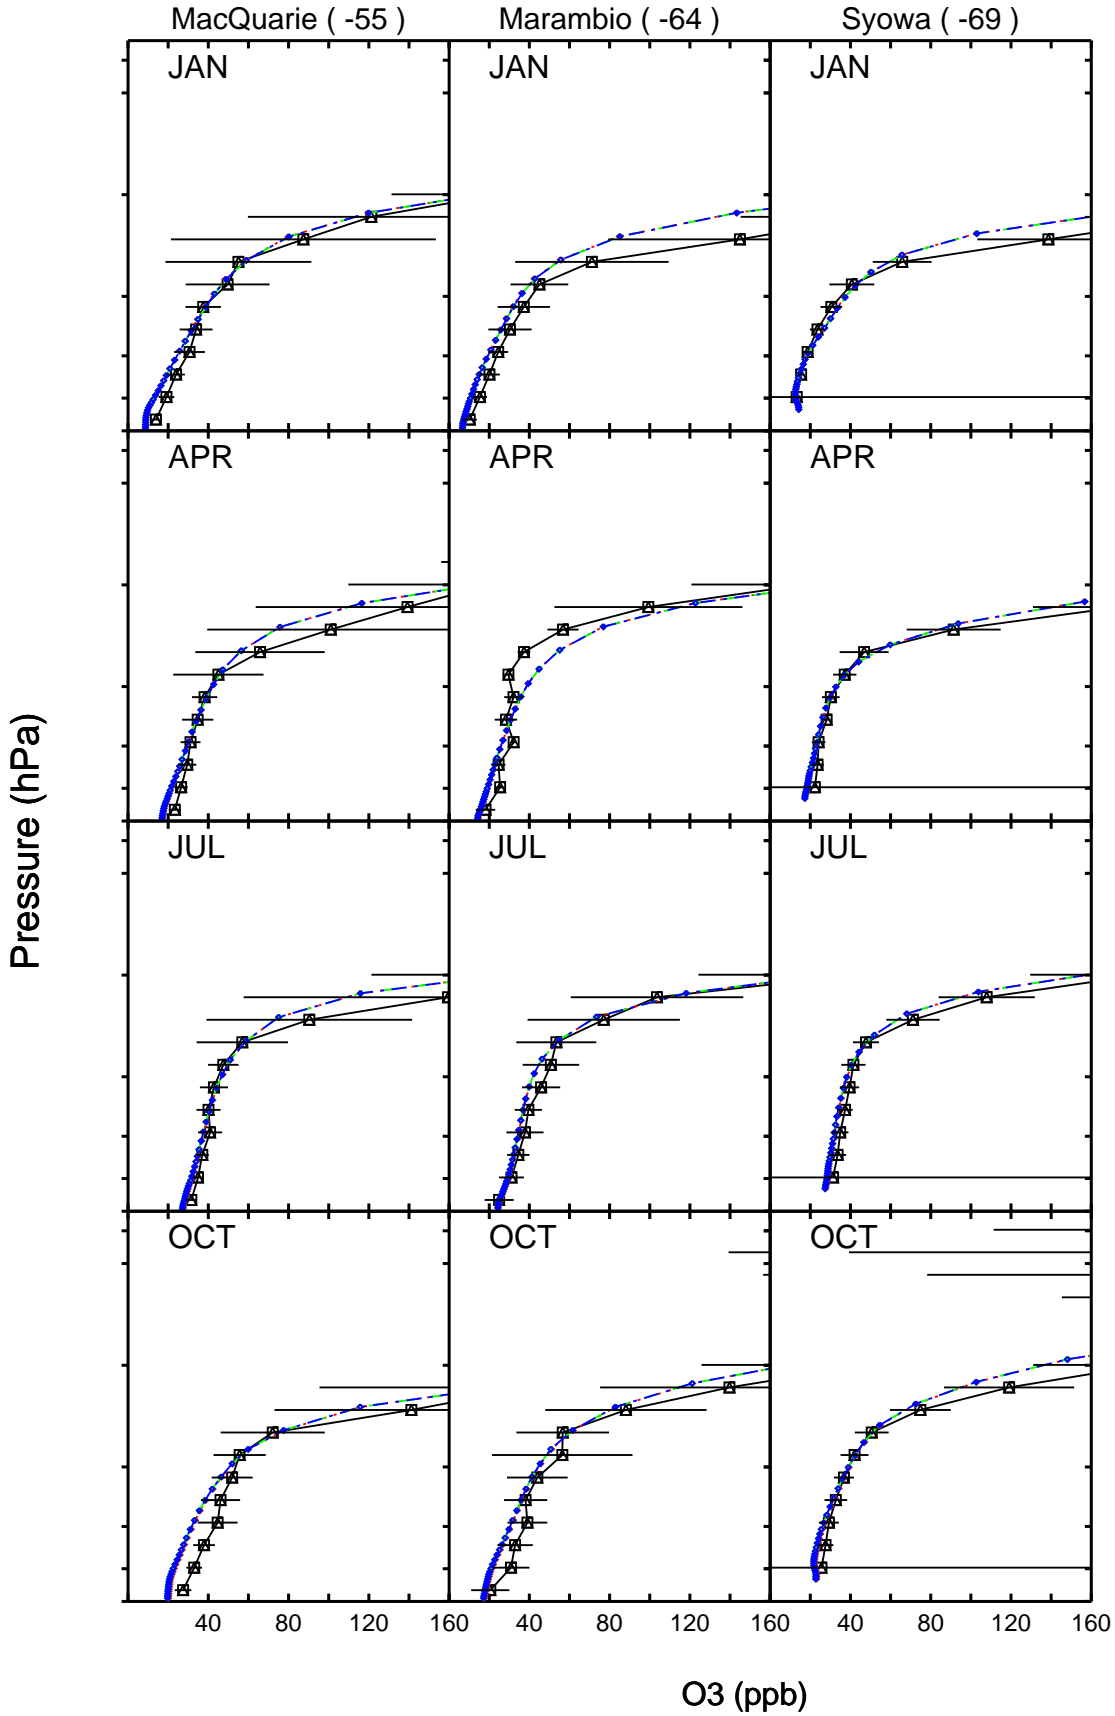 MacQuarie ( -55 ) Marambio ( -64 ) Syowa ( -69 )
JAN JAN JAN
APR APR APR
JUL JUL JUL
OCT OCT OCT
Pressure (hPa)
40 80 120 160 40 80 120 160 40 80 120 160
O3 (ppb)